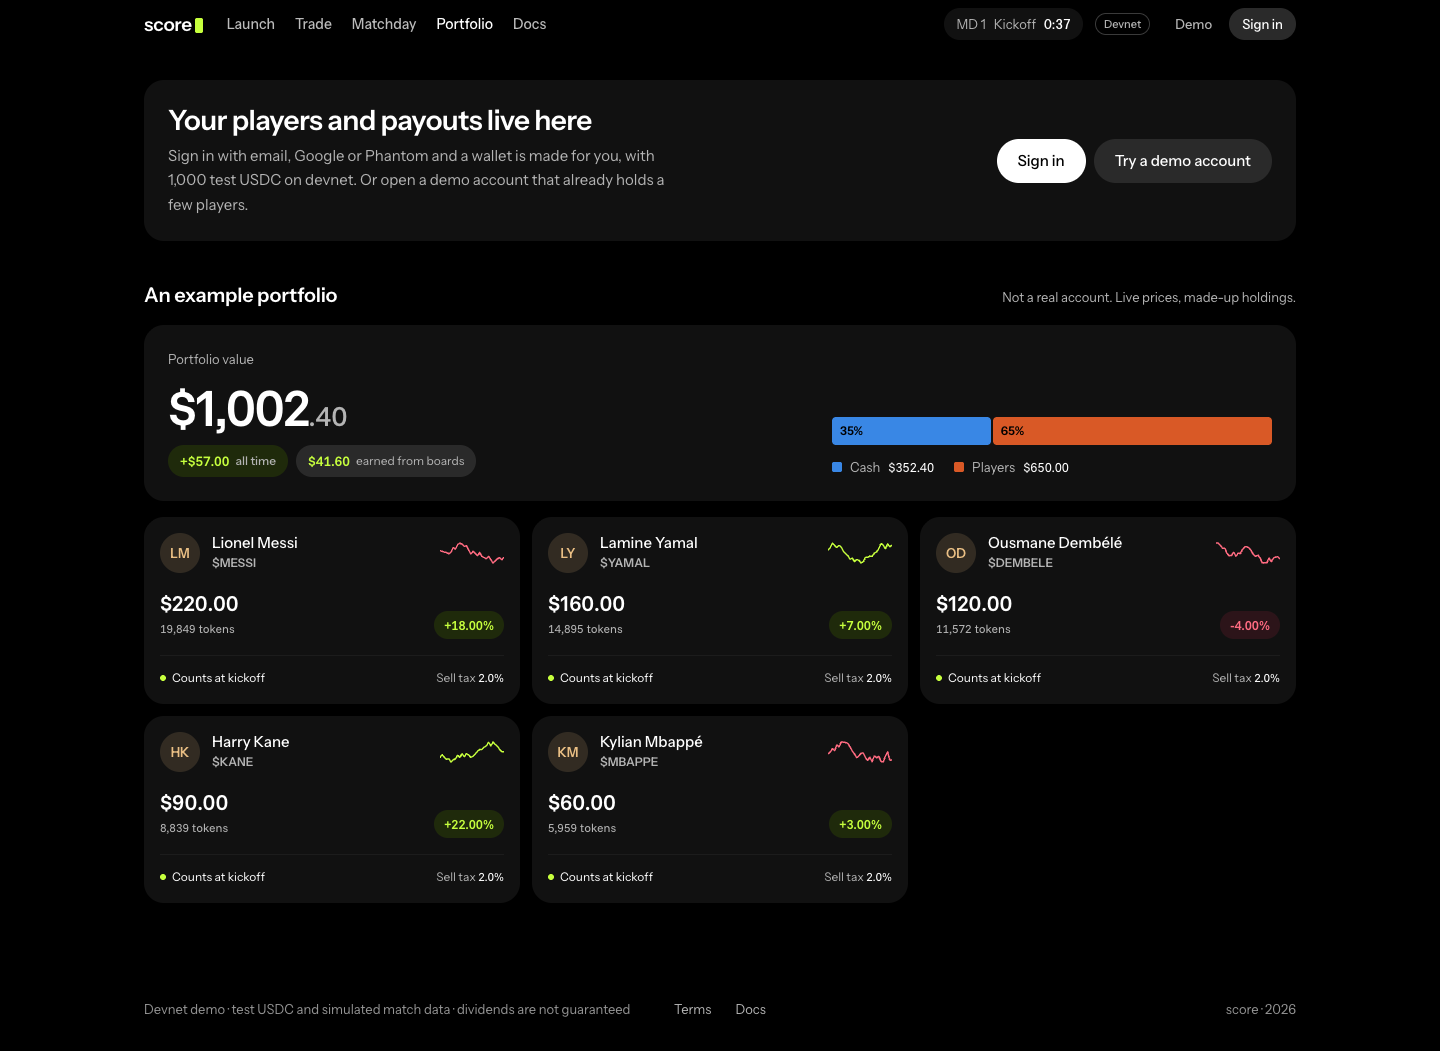 score Launch Trade Matchday Portfolio Docs MD 1 Kickoff 0:37 Devnet Demo Sign in
Your players and payouts live here
Sign in with email, Google or Phantom and a wallet is made for you, with
1,000 test USDC on devnet. Or open a demo account that already holds a
few players.
Sign in Try a demo account
An example portfolio Not a real account. Live prices, made-up holdings.
Portfolio value
$1,002.40
+$57.00 all time $41.60 earned from boards
35% 65%
Cash $352.40 Players $650.00
LM Lionel Messi
$MESSI
$220.00
19,849 tokens +18.00%
Counts at kickoff Sell tax 2.0%
LY Lamine Yamal
$YAMAL
$160.00
14,895 tokens +7.00%
Counts at kickoff Sell tax 2.0%
OD Ousmane Dembélé
$DEMBELE
$120.00
11,572 tokens -4.00%
Counts at kickoff Sell tax 2.0%
HK Harry Kane
$KANE
$90.00
8,839 tokens +22.00%
Counts at kickoff Sell tax 2.0%
KM Kylian Mbappé
$MBAPPE
$60.00
5,959 tokens +3.00%
Counts at kickoff Sell tax 2.0%
Devnet demo · test USDC and simulated match data · dividends are not guaranteed Terms Docs score · 2026